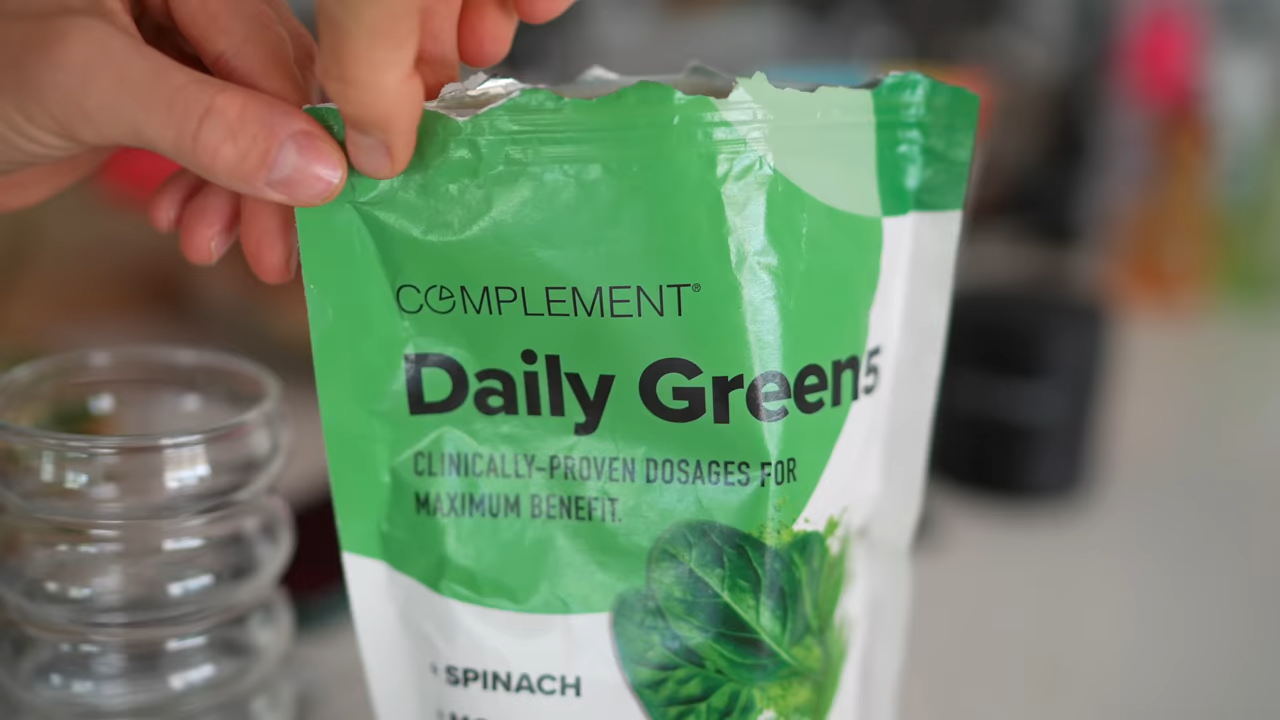 COMPLEMENT®
Daily Greens
CLINICALLY-PROVEN DOSAGES FOR
MAXIMUM BENEFIT.
+ SPINACH